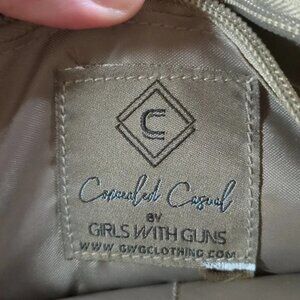 C
Concealed Casual
BY
GIRLS WITH GUNS
WWW.GWGCLOTHING.COM